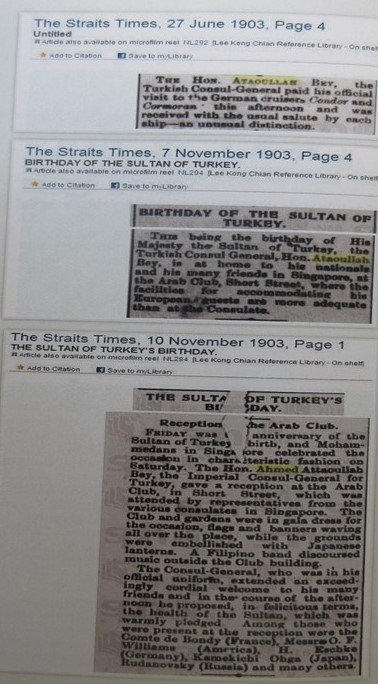 The Straits Times, 27 June 1903, Page 4
Untitled
Article also available on microfilm reel NL292 [Lee Kong Chian Reference Library - On shelf
Add to Citation Save to myLibrary
THE HON. ATAOULLAH BEY, the
Turkish Consul-General paid his official
visit to the German cruisers Condor and
Cormoran this afternoon and was
received with the usual salute by each
ship—an unusual distinction.
The Straits Times, 7 November 1903, Page 4
BIRTHDAY OF THE SULTAN OF TURKEY.
Article also available on microfilm reel NL294 [Lee Kong Chian Reference Library - On shelf
Add to Citation Save to myLibrary
BIRTHDAY OF THE SULTAN OF
TURKEY.
THIS being the birthday of His
Majesty the Sultan of Turkey, the
Turkish Consul General, Hon. Ataoullah
Bey, is at home to his nationals
and his many friends in Singapore, at
the Arab Club, Short Street, where the
facilities for accommodating his
European guests are more adequate
than at the Consulate.
The Straits Times, 10 November 1903, Page 1
THE SULTAN OF TURKEY'S BIRTHDAY.
Article also available on microfilm reel NL294 [Lee Kong Chian Reference Library - On shelf]
Add to Citation Save to myLibrary
THE SULTA OF TURKEY'S
BI DAY.
Reception he Arab Club.
FRIDAY was anniversary of the
Sultan of Turkey birth, and Moham-
medans in Singa ore celebrated the
occasion in characteristic fashion on
Saturday. The Hon. Ahmed Attaoullah
Bey, the Imperial Consul-General for
Turkey, gave a reception at the Arab
Club, in Short Street, which was
attended by representatives from the
various consulates in Singapore. The
Club and gardens were in gala dress for
the occasion, flags and banners waving
all over the place, while the grounds
were embellished with Japanese
lanterns. A Filipino band discoursed
music outside the Club building.
The Consul-General, who was in his
official uniform, extended an exceed-
ingly cordial welcome to his many
friends and in the course of the after-
noon he proposed, in felicitous terms,
the health of the Sultan, which was
warmly pledged. Among those who
were present at the reception were the
Comte de Bondy (France), Messrs O. F.
Williams (America), H. Eschke
(Germany), Kamekichi Ohga (Japan),
Rudanovsky (Russia) and many others.